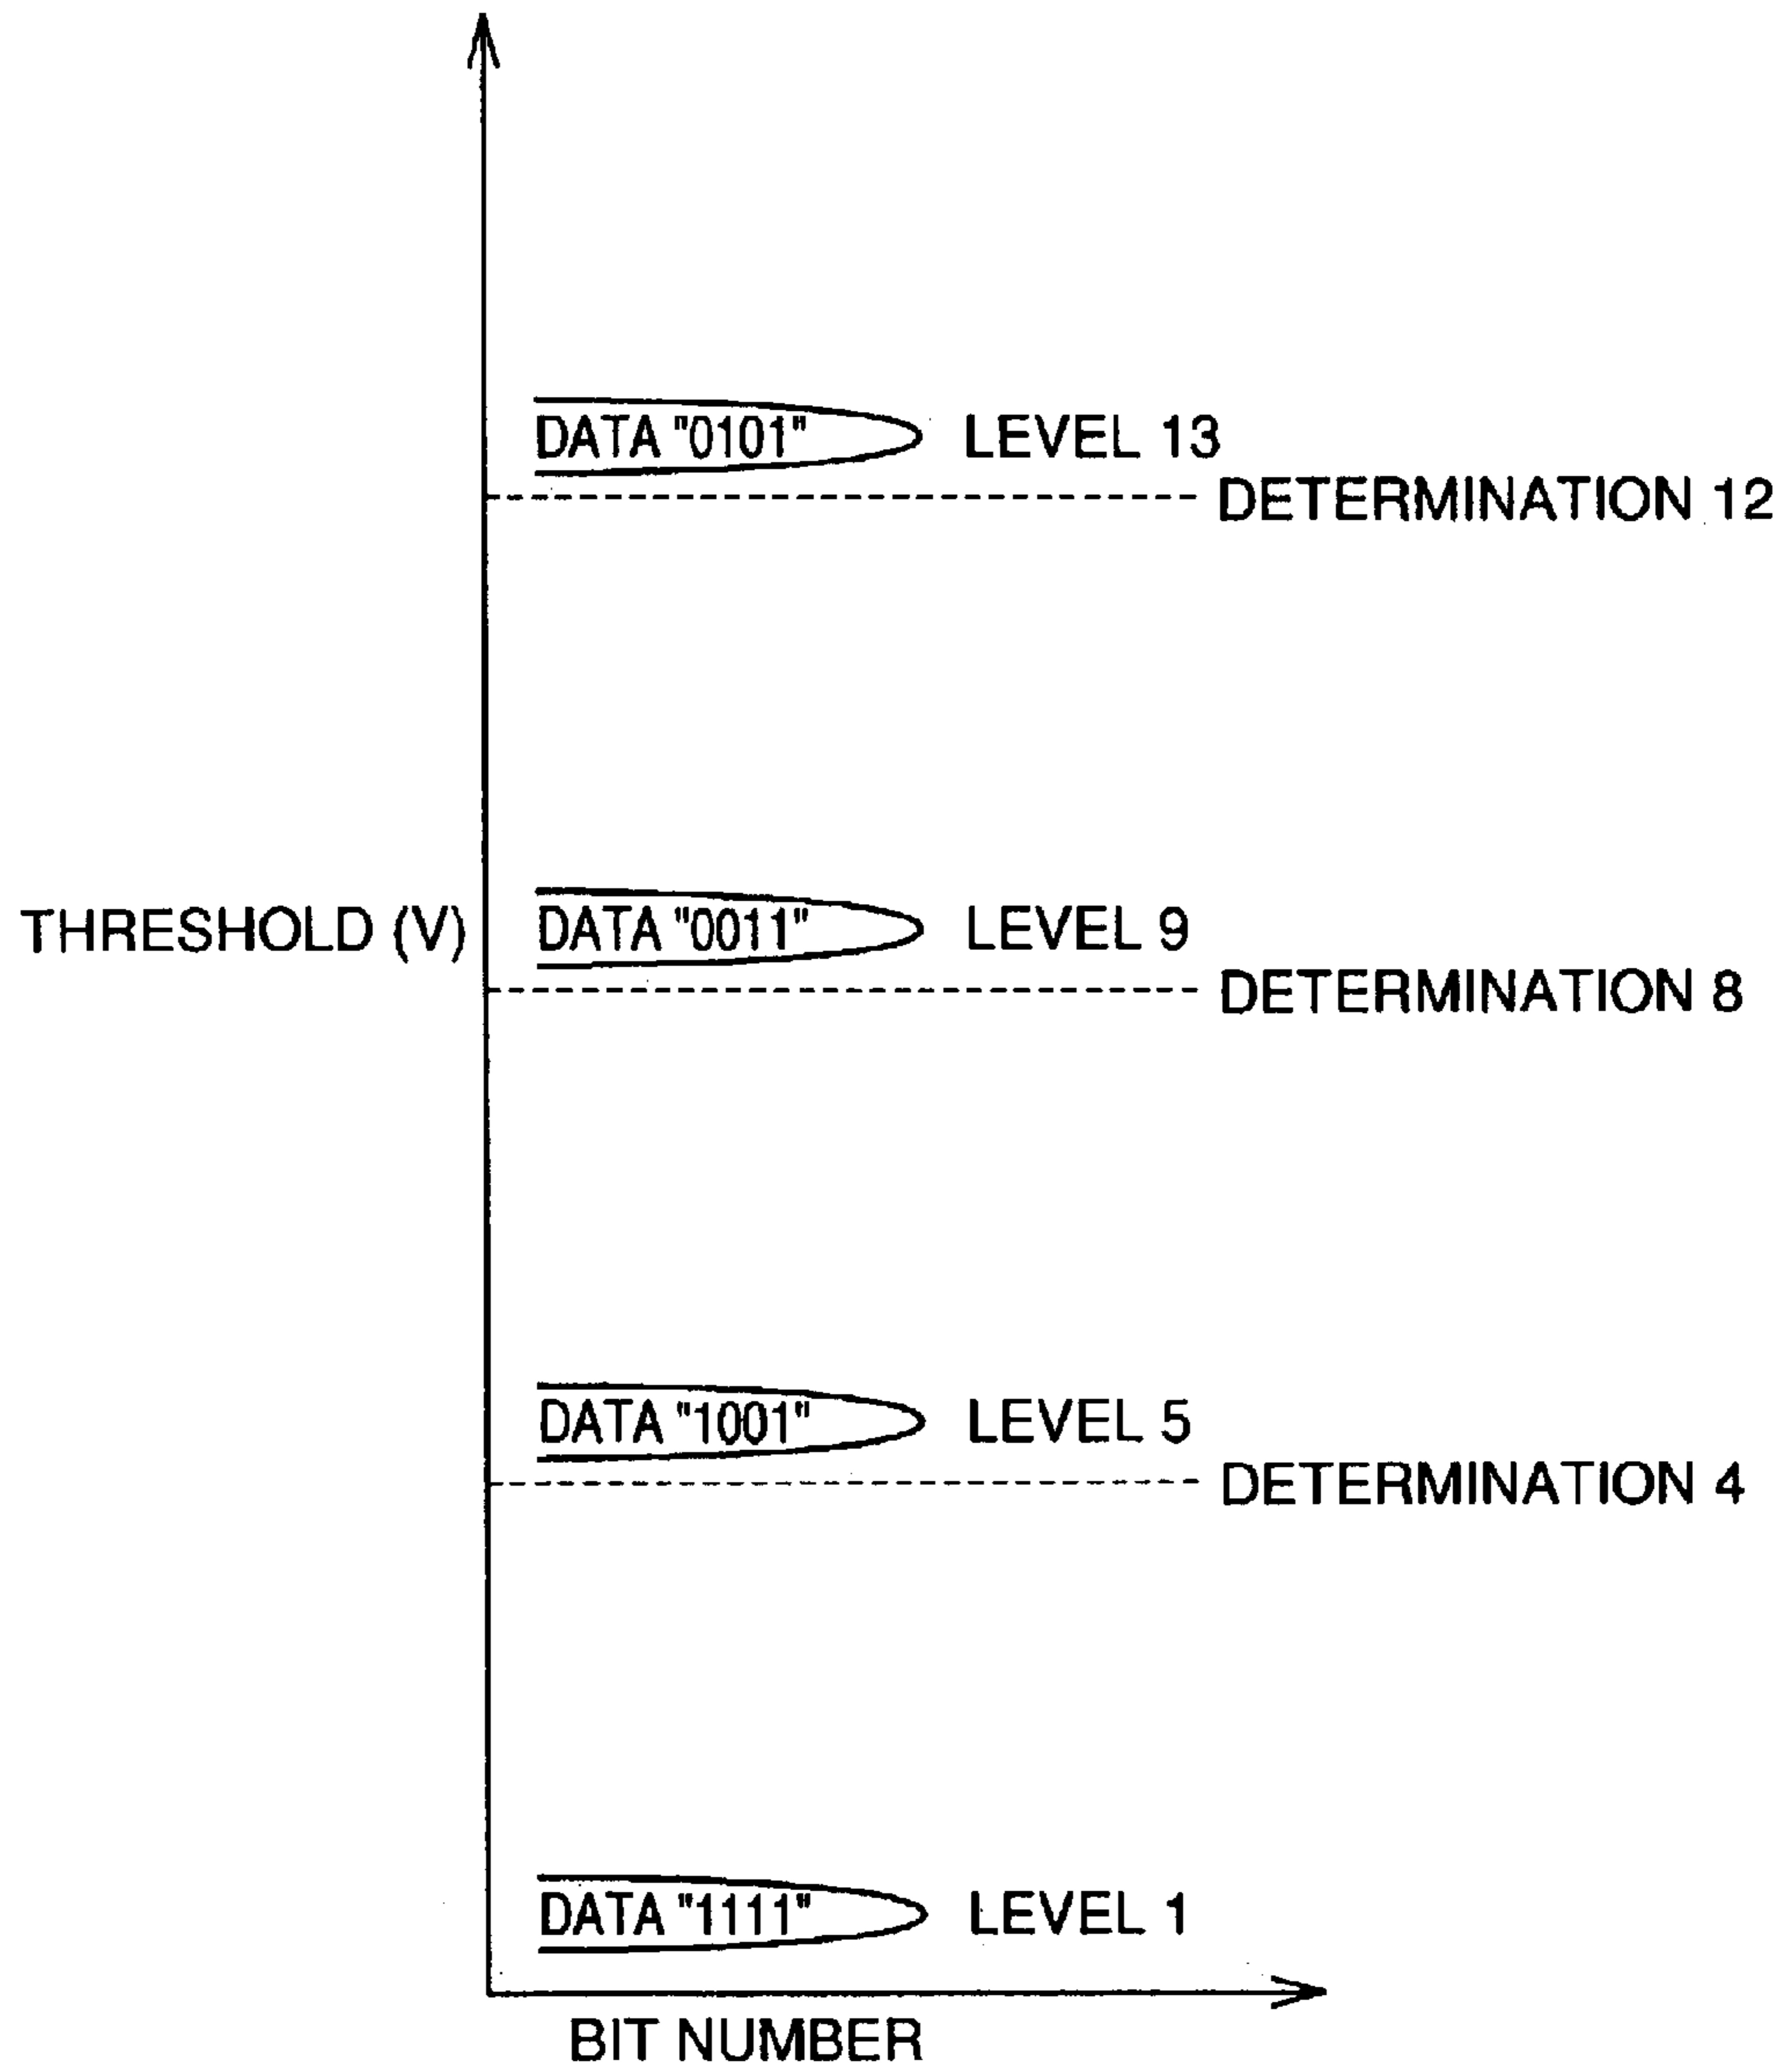 DATA "0101" LEVEL 13
DETERMINATION 12
THRESHOLD (V) DATA "0011" LEVEL 9
DETERMINATION 8
DATA "1001" LEVEL 5
DETERMINATION 4
DATA "1111" LEVEL 1
BIT NUMBER